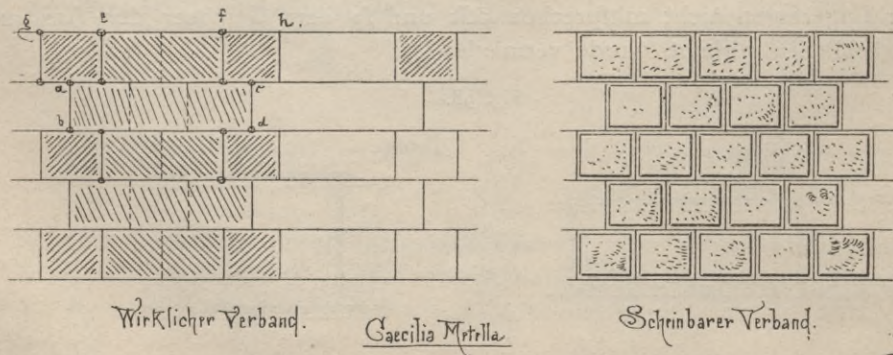 g e f h.
a c
b d
Wirklicher Verband.
Caecilia Metella
Scheinbarer Verband.